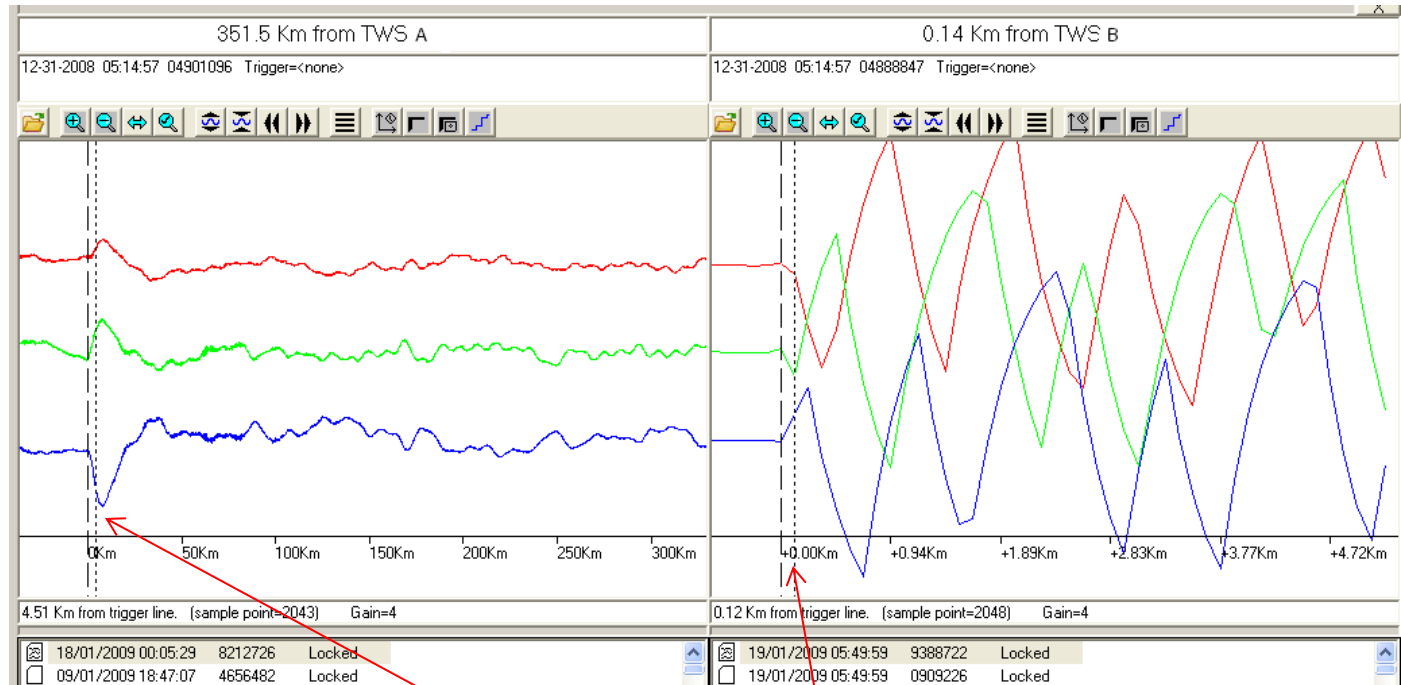 351.5 Km from TWS A
12-31-2008 05:14:57 04901096 Trigger=<none>
0Km 50Km 100Km 150Km 200Km 250Km 300Km
4.51 Km from trigger line. (sample point=2043) Gain=4
18/01/2009 00:05:29 8212726 Locked
09/01/2009 18:47:07 4656482 Locked
0.14 Km from TWS B
12-31-2008 05:14:57 04888847 Trigger=<none>
+0.00Km +0.94Km +1.89Km +2.83Km +3.77Km +4.72Km
0.12 Km from trigger line. (sample point=2048) Gain=4
19/01/2009 05:49:59 9388722 Locked
19/01/2009 05:49:59 0909226 Locked